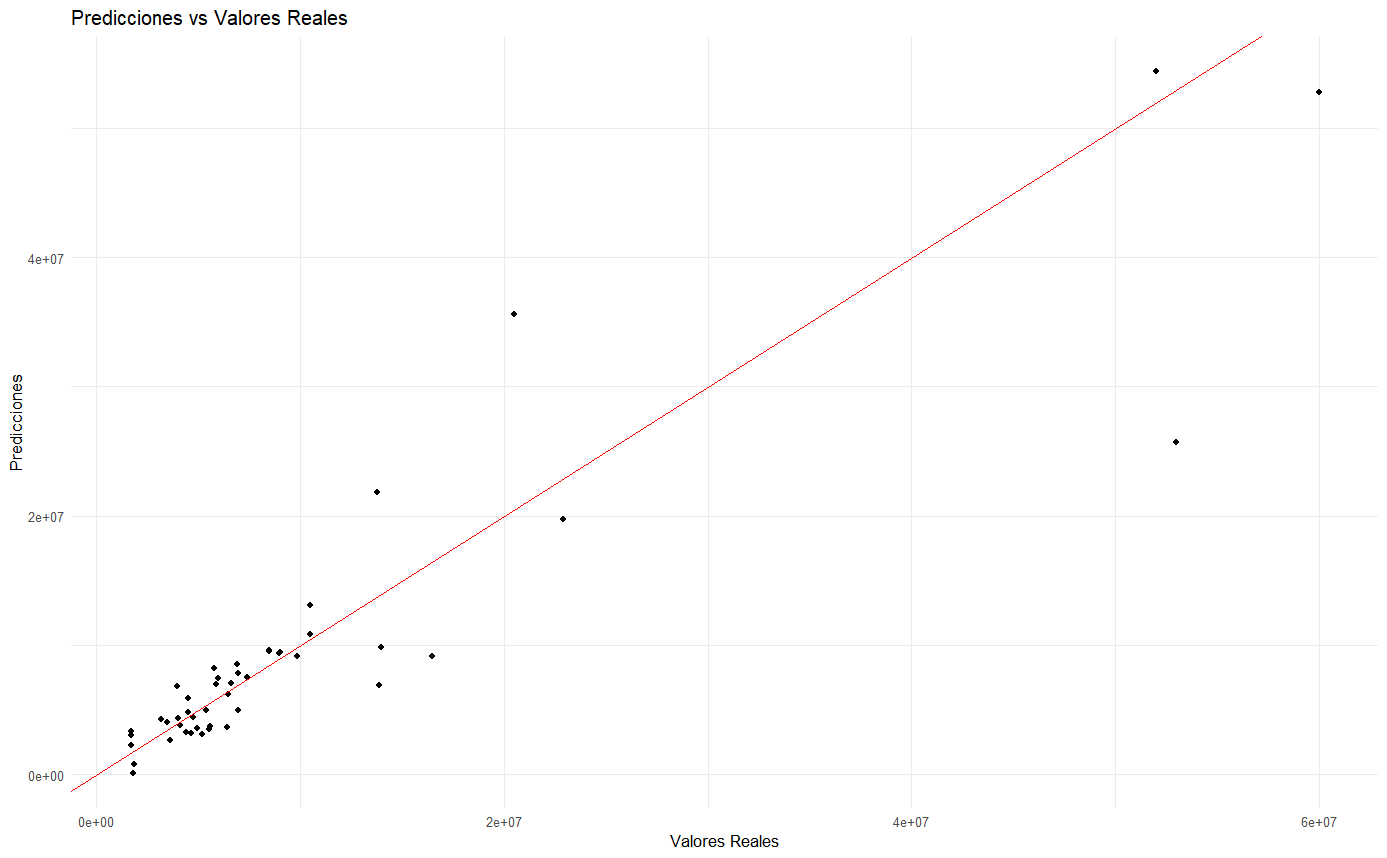 Predicciones vs Valores Reales
Predicciones
4e+07
2e+07
0e+00
0e+00 2e+07 4e+07 6e+07
Valores Reales